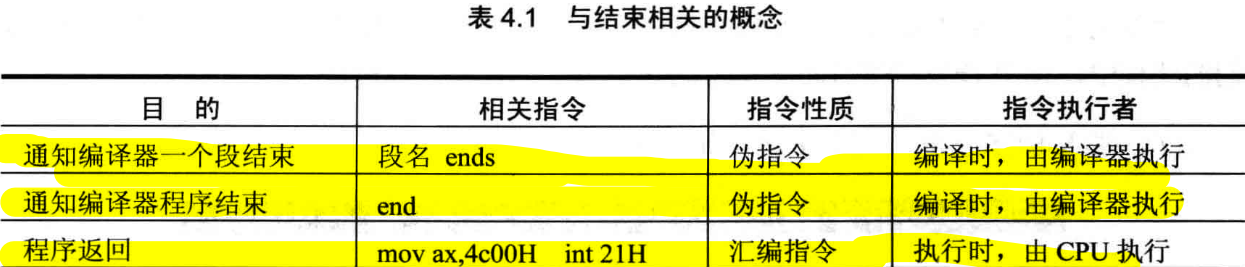 表 4.1 与结束相关的概念
目 的 相关指令 指令性质 指令执行者
通知编译器一个段结束 段名 ends 伪指令 编译时，由编译器执行
通知编译器程序结束 end 伪指令 编译时，由编译器执行
程序返回 mov ax,4c00H int 21H 汇编指令 执行时，由 CPU 执行